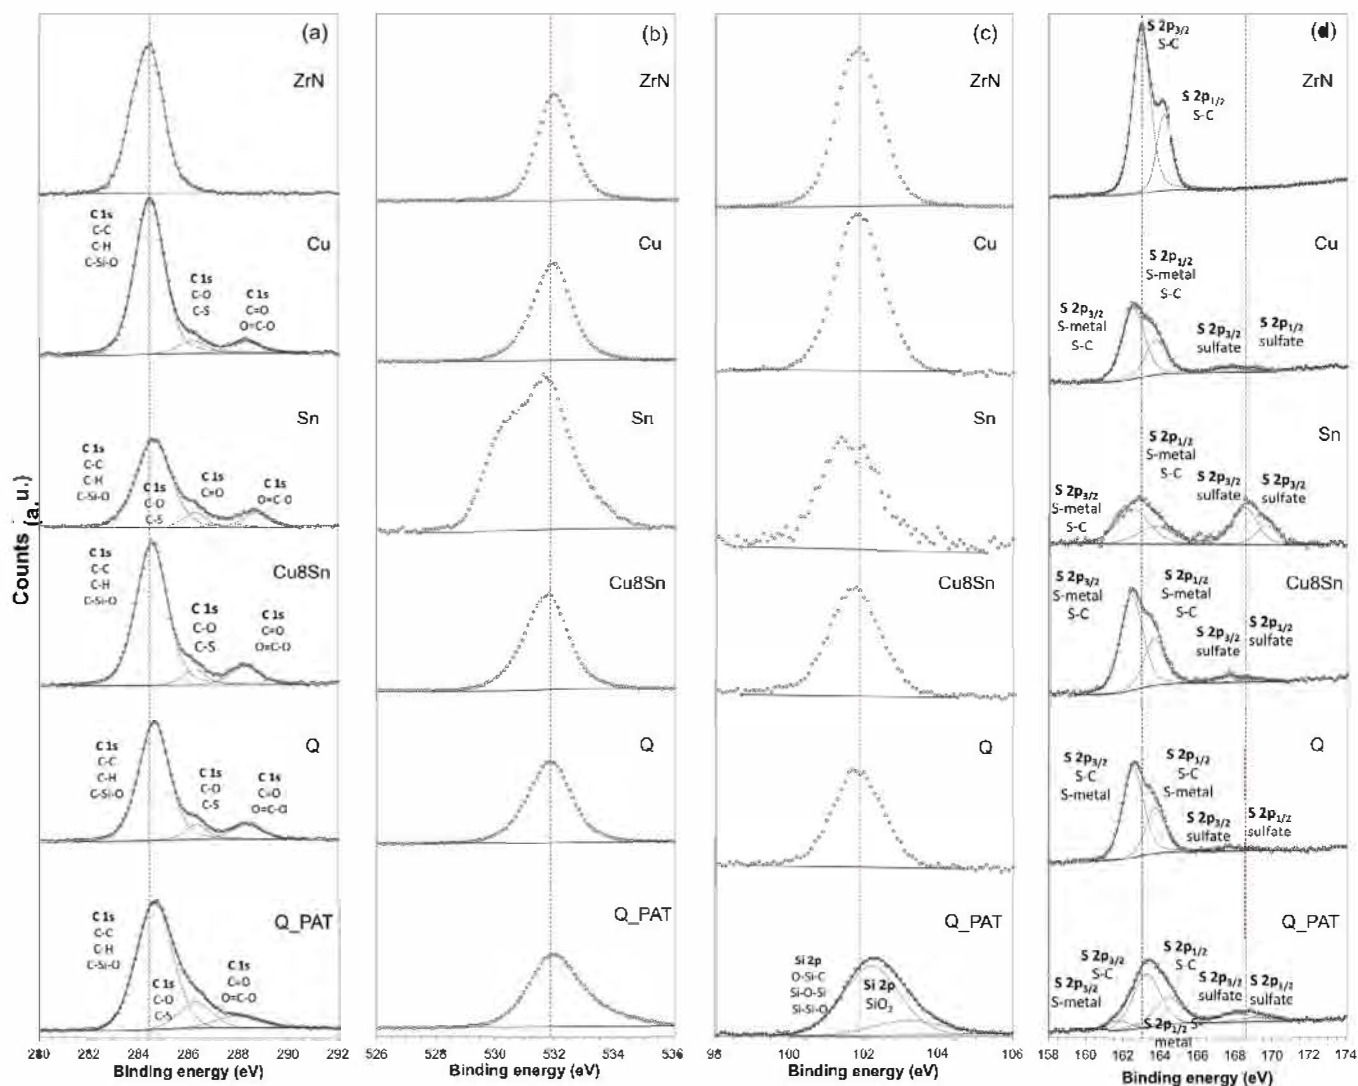 Counts (a. u.)
(a)
ZrN
Cu
C 1s
C-C
C-H
C-Si-O
C 1s
C-O
C-S
C 1s
C=O
O=C-O
Sn
C 1s
C-C
C-H
C-Si-O
C 1s
C-O
C-S
C 1s
C=O
C 1s
O=C-O
Cu8Sn
C 1s
C-C
C-H
C-Si-O
C 1s
C-O
C-S
C 1s
C=O
O=C-O
Q
C 1s
C-C
C-H
C-Si-O
C 1s
C-O
C-S
C 1s
C=O
O=C-O
Q_PAT
C 1s
C-C
C-H
C-Si-O
C 1s
C-O
C-S
C 1s
C=O
O=C-O
280 282 284 286 288 290 292
Binding energy (eV)
(b)
ZrN
Cu
Sn
Cu8Sn
Q
Q_PAT
526 528 530 532 534 536
Binding energy (eV)
(c)
ZrN
Cu
Sn
Cu8Sn
Q
Q_PAT
Si 2p
O-Si-C
Si-O-Si
Si-Si-O
Si 2p
SiO₂
98 100 102 104 106
Binding energy (eV)
(d)
S 2p₃/₂
S-C
ZrN
S 2p₁/₂
S-C
Cu
S 2p₁/₂
S-metal
S-C
S 2p₃/₂
S-metal
S-C
S 2p₃/₂
sulfate
S 2p₁/₂
sulfate
Sn
S 2p₁/₂
S-metal
S-C
S 2p₃/₂
S-metal
S-C
S 2p₃/₂
sulfate
S 2p₃/₂
sulfate
Cu8Sn
S 2p₃/₂
S-metal
S-C
S 2p₁/₂
S-metal
S-C
S 2p₃/₂
sulfate
S 2p₁/₂
sulfate
Q
S 2p₃/₂
S-C
S-metal
S 2p₁/₂
S-C
S-metal
S 2p₃/₂
sulfate
S 2p₁/₂
sulfate
Q_PAT
S 2p₃/₂
S-C
S 2p₁/₂
S-C
S 2p₃/₂
S-metal
S 2p₃/₂
sulfate
S 2p₁/₂
sulfate
S 2p₁/₂ S-
metal
158 160 162 164 166 168 170 172 174
Binding energy (eV)